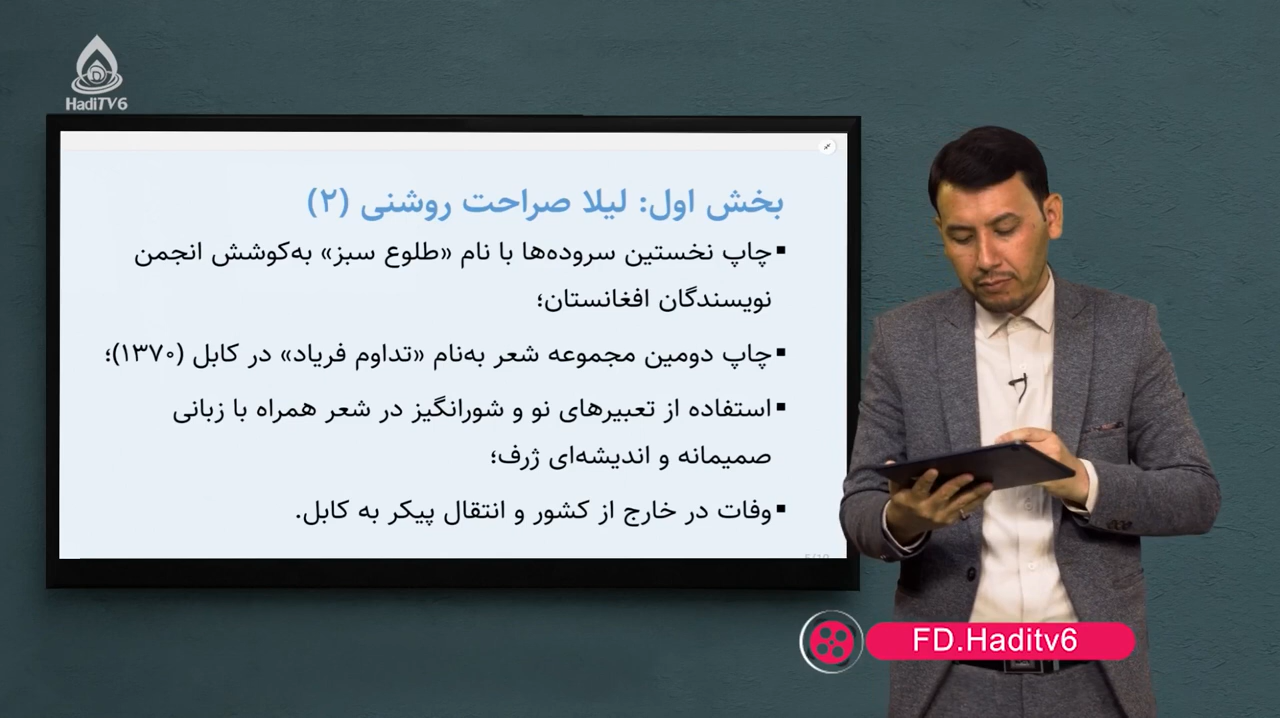 HadiTV6
بخش اول: لیلا صراحت روشنی (۲)
▪چاپ نخستین سروده‌ها با نام «طلوع سبز» به‌کوشش انجمن
نویسندگان افغانستان؛
▪چاپ دومین مجموعه شعر به‌نام «تداوم فریاد» در کابل (۱۳۷۰)؛
▪استفاده از تعبیرهای نو و شورانگیز در شعر همراه با زبانی
صمیمانه و اندیشه‌ای ژرف؛
▪وفات در خارج از کشور و انتقال پیکر به کابل.
FD.Haditv6